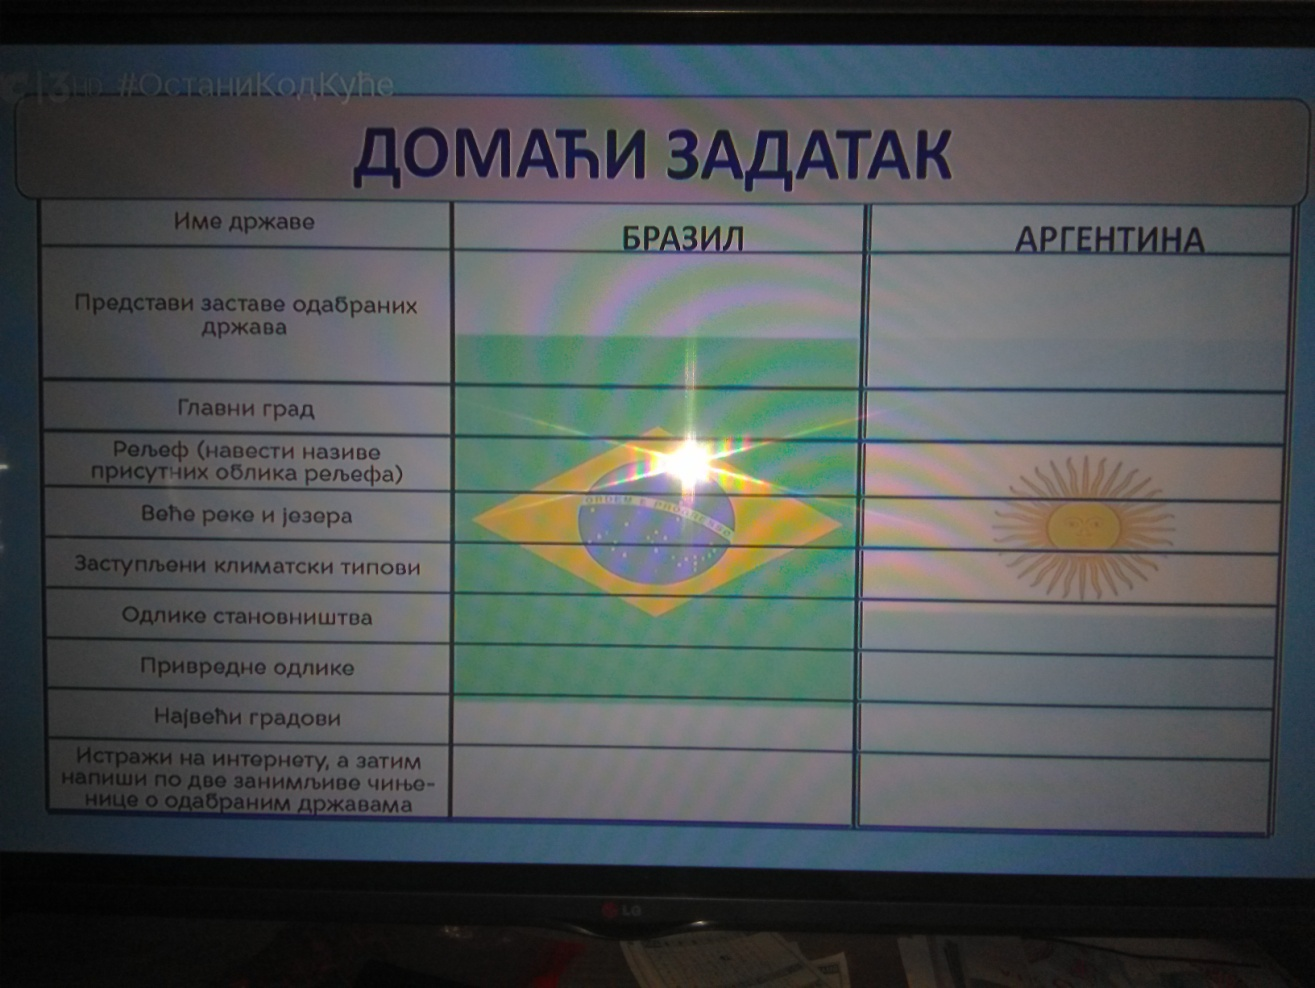 #ОстаниКодКуће
ДОМАЋИ ЗАДАТАК
Име државе
БРАЗИЛ
АРГЕНТИНА
Представи заставе одабраних
држава
Главни град
Рељеф (навести називе
присутних облика рељефа)
Веће реке и језера
Заступљени климатски типови
Одлике становништва
Привредне одлике
Највећи градови
Истражи на интернету, а затим
напиши по две занимљиве чиње-
нице о одабраним државама
ORDEM E PROGRESSO
LG